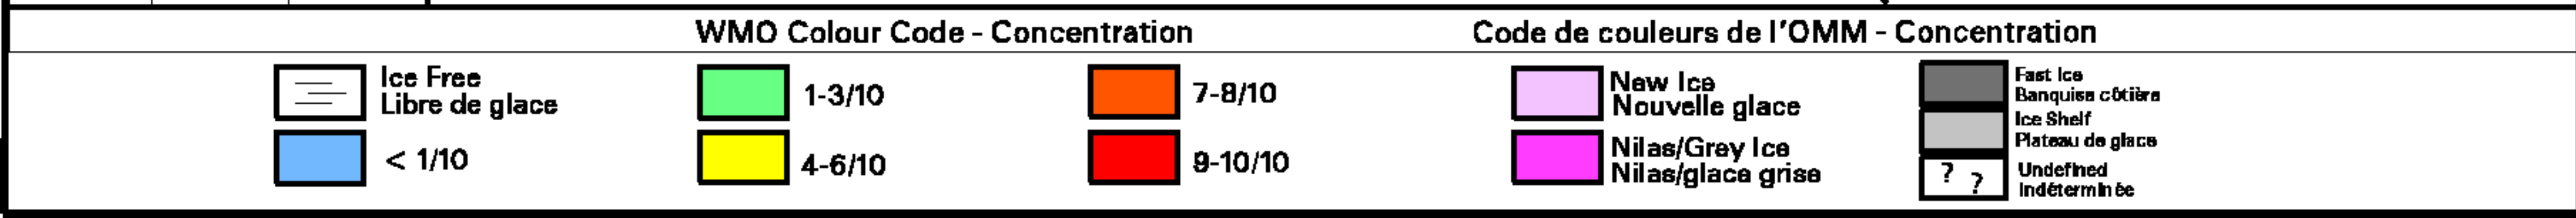 WMO Colour Code - Concentration
Code de couleurs de l'OMM - Concentration
Ice Free
Libre de glace
< 1/10
1-3/10
4-6/10
7-8/10
9-10/10
New Ice
Nouvelle glace
Nilas/Grey Ice
Nilas/glace grise
Fast Ice
Banquise côtière
Ice Shelf
Plateau de glace
? ?
Undefined
Indéterminée